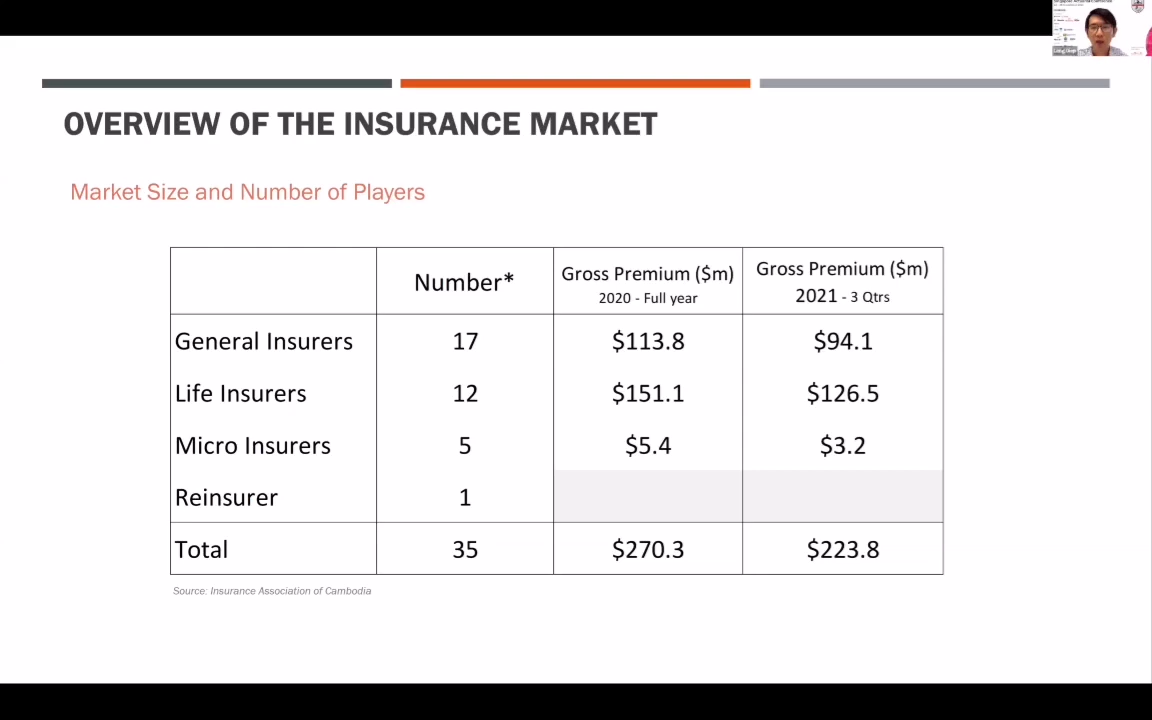 OVERVIEW OF THE INSURANCE MARKET
Market Size and Number of Players
Number*
Gross Premium ($m)
2020 - Full year
Gross Premium ($m)
2021 - 3 Qtrs
General Insurers 17 $113.8 $94.1
Life Insurers 12 $151.1 $126.5
Micro Insurers 5 $5.4 $3.2
Reinsurer 1
Total 35 $270.3 $223.8
Source: Insurance Association of Cambodia